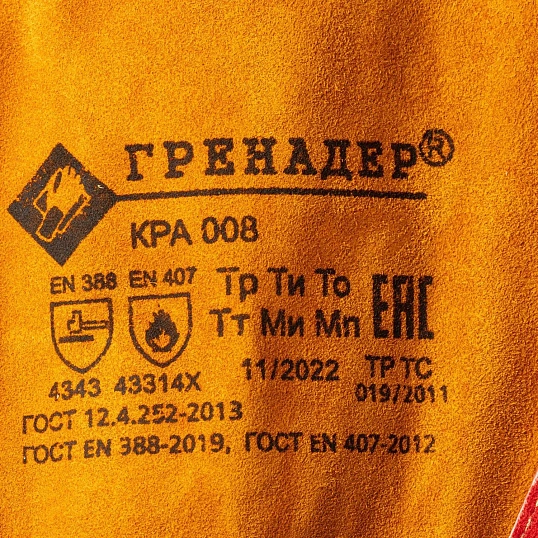 ГРЕНАДЕР®
КРА 008
EN 388 EN 407 Тр Ти То
Тт Ми Мп ЕАС
4343 43314X 11/2022 ТР ТС
019/2011
ГОСТ 12.4.252-2013
ГОСТ EN 388-2019, ГОСТ EN 407-2012